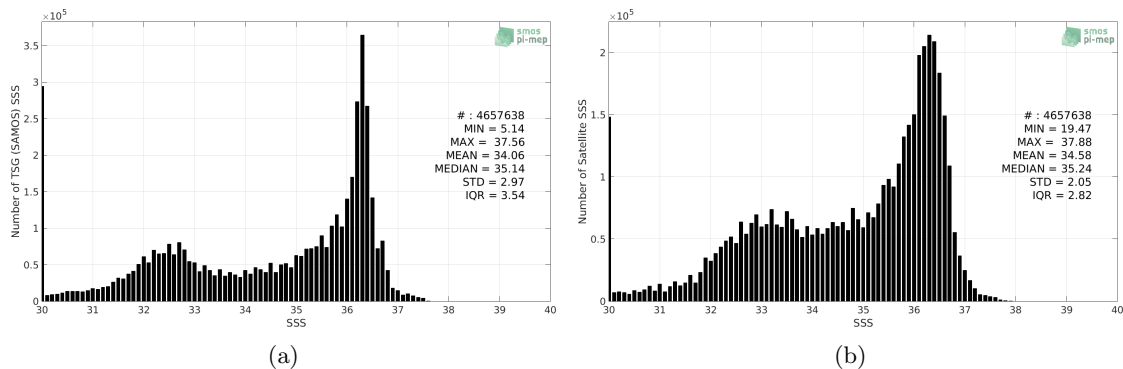 ×10⁵
3.5
3
2.5
2
1.5
1
0.5
0
30 31 32 33 34 35 36 37 38 39 40
SSS
Number of TSG (SAMOS) SSS
smos
pi-mep
# : 4657638
MIN = 5.14
MAX = 37.56
MEAN = 34.06
MEDIAN = 35.14
STD = 2.97
IQR = 3.54
(a)
×10⁵
2
1.5
1
0.5
0
30 31 32 33 34 35 36 37 38 39 40
SSS
Number of Satellite SSS
smos
pi-mep
# : 4657638
MIN = 19.47
MAX = 37.88
MEAN = 34.58
MEDIAN = 35.24
STD = 2.05
IQR = 2.82
(b)